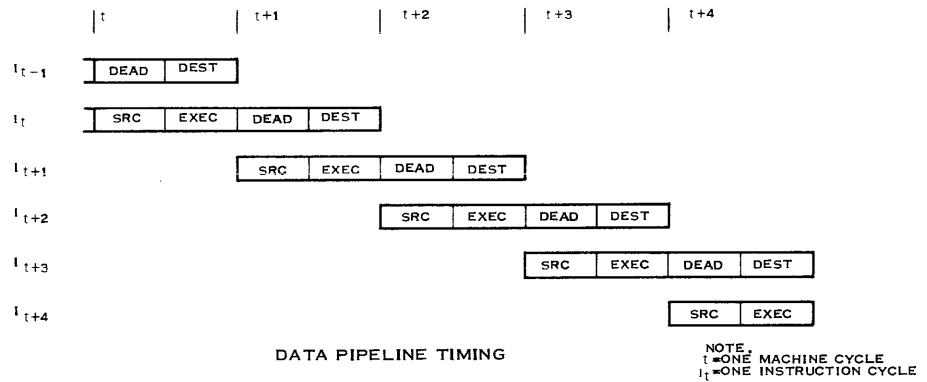 t t+1 t+2 t+3 t+4
I t-1 DEAD DEST
I t SRC EXEC DEAD DEST
I t+1 SRC EXEC DEAD DEST
I t+2 SRC EXEC DEAD DEST
I t+3 SRC EXEC DEAD DEST
I t+4 SRC EXEC
DATA PIPELINE TIMING
NOTE.
t =ONE MACHINE CYCLE
I t =ONE INSTRUCTION CYCLE